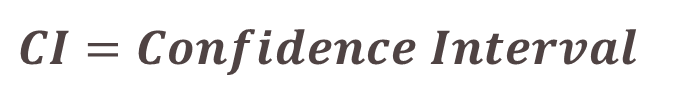 CI = Confidence Interval